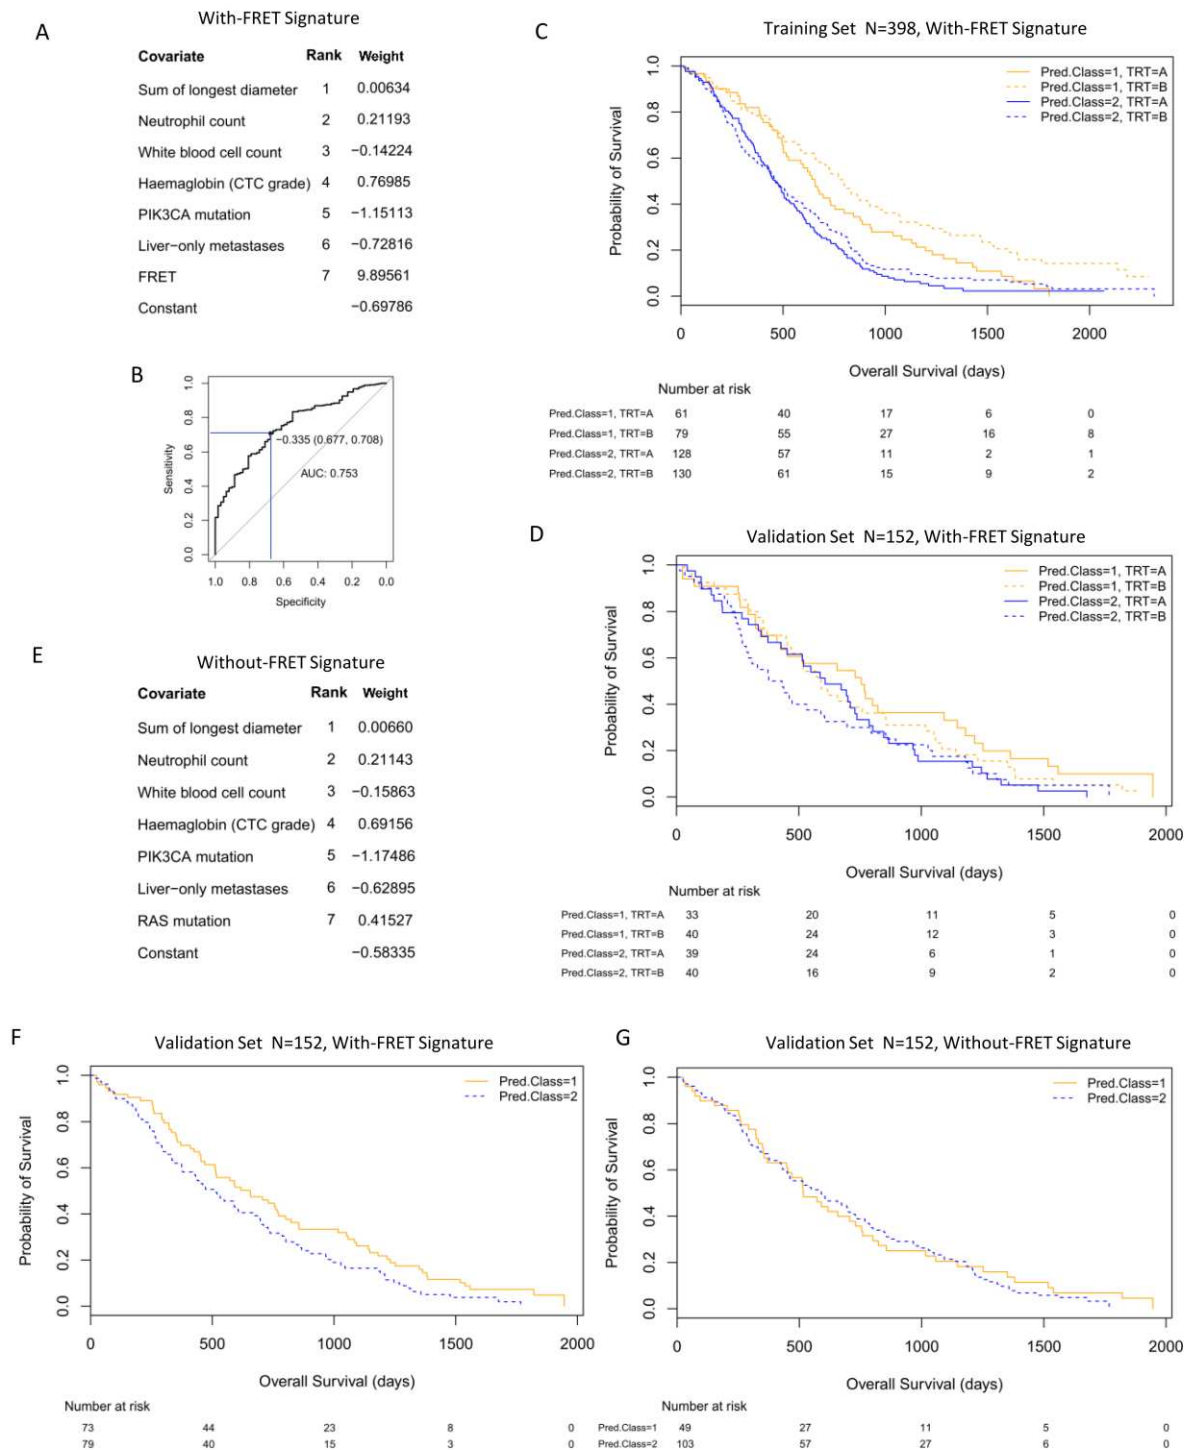 A
With-FRET Signature
Covariate Rank Weight
Sum of longest diameter 1 0.00634
Neutrophil count 2 0.21193
White blood cell count 3 −0.14224
Haemaglobin (CTC grade) 4 0.76985
PIK3CA mutation 5 −1.15113
Liver−only metastases 6 −0.72816
FRET 7 9.89561
Constant −0.69786
B
Sensitivity
1.0
0.8
0.6
0.4
0.2
0.0
−0.335 (0.677, 0.708)
AUC: 0.753
1.0 0.8 0.6 0.4 0.2 0.0
Specificity
C
Training Set N=398, With-FRET Signature
Probability of Survival
1.0
0.8
0.6
0.4
0.2
0.0
Pred.Class=1, TRT=A
Pred.Class=1, TRT=B
Pred.Class=2, TRT=A
Pred.Class=2, TRT=B
0 500 1000 1500 2000
Overall Survival (days)
Number at risk
Pred.Class=1, TRT=A 61 40 17 6 0
Pred.Class=1, TRT=B 79 55 27 16 8
Pred.Class=2, TRT=A 128 57 11 2 1
Pred.Class=2, TRT=B 130 61 15 9 2
D
Validation Set N=152, With-FRET Signature
Probability of Survival
1.0
0.8
0.6
0.4
0.2
0.0
Pred.Class=1, TRT=A
Pred.Class=1, TRT=B
Pred.Class=2, TRT=A
Pred.Class=2, TRT=B
0 500 1000 1500 2000
Overall Survival (days)
Number at risk
Pred.Class=1, TRT=A 33 20 11 5 0
Pred.Class=1, TRT=B 40 24 12 3 0
Pred.Class=2, TRT=A 39 24 6 1 0
Pred.Class=2, TRT=B 40 16 9 2 0
E
Without-FRET Signature
Covariate Rank Weight
Sum of longest diameter 1 0.00660
Neutrophil count 2 0.21143
White blood cell count 3 −0.15863
Haemaglobin (CTC grade) 4 0.69156
PIK3CA mutation 5 −1.17486
Liver−only metastases 6 −0.62895
RAS mutation 7 0.41527
Constant −0.58335
F
Validation Set N=152, With-FRET Signature
Probability of Survival
1.0
0.8
0.6
0.4
0.2
0.0
Pred.Class=1
Pred.Class=2
0 500 1000 1500 2000
Overall Survival (days)
Number at risk
73 44 23 8 0
79 40 15 3 0
G
Validation Set N=152, Without-FRET Signature
Probability of Survival
1.0
0.8
0.6
0.4
0.2
0.0
Pred.Class=1
Pred.Class=2
0 500 1000 1500 2000
Overall Survival (days)
Number at risk
Pred.Class=1 49 27 11 5 0
Pred.Class=2 103 57 27 6 0